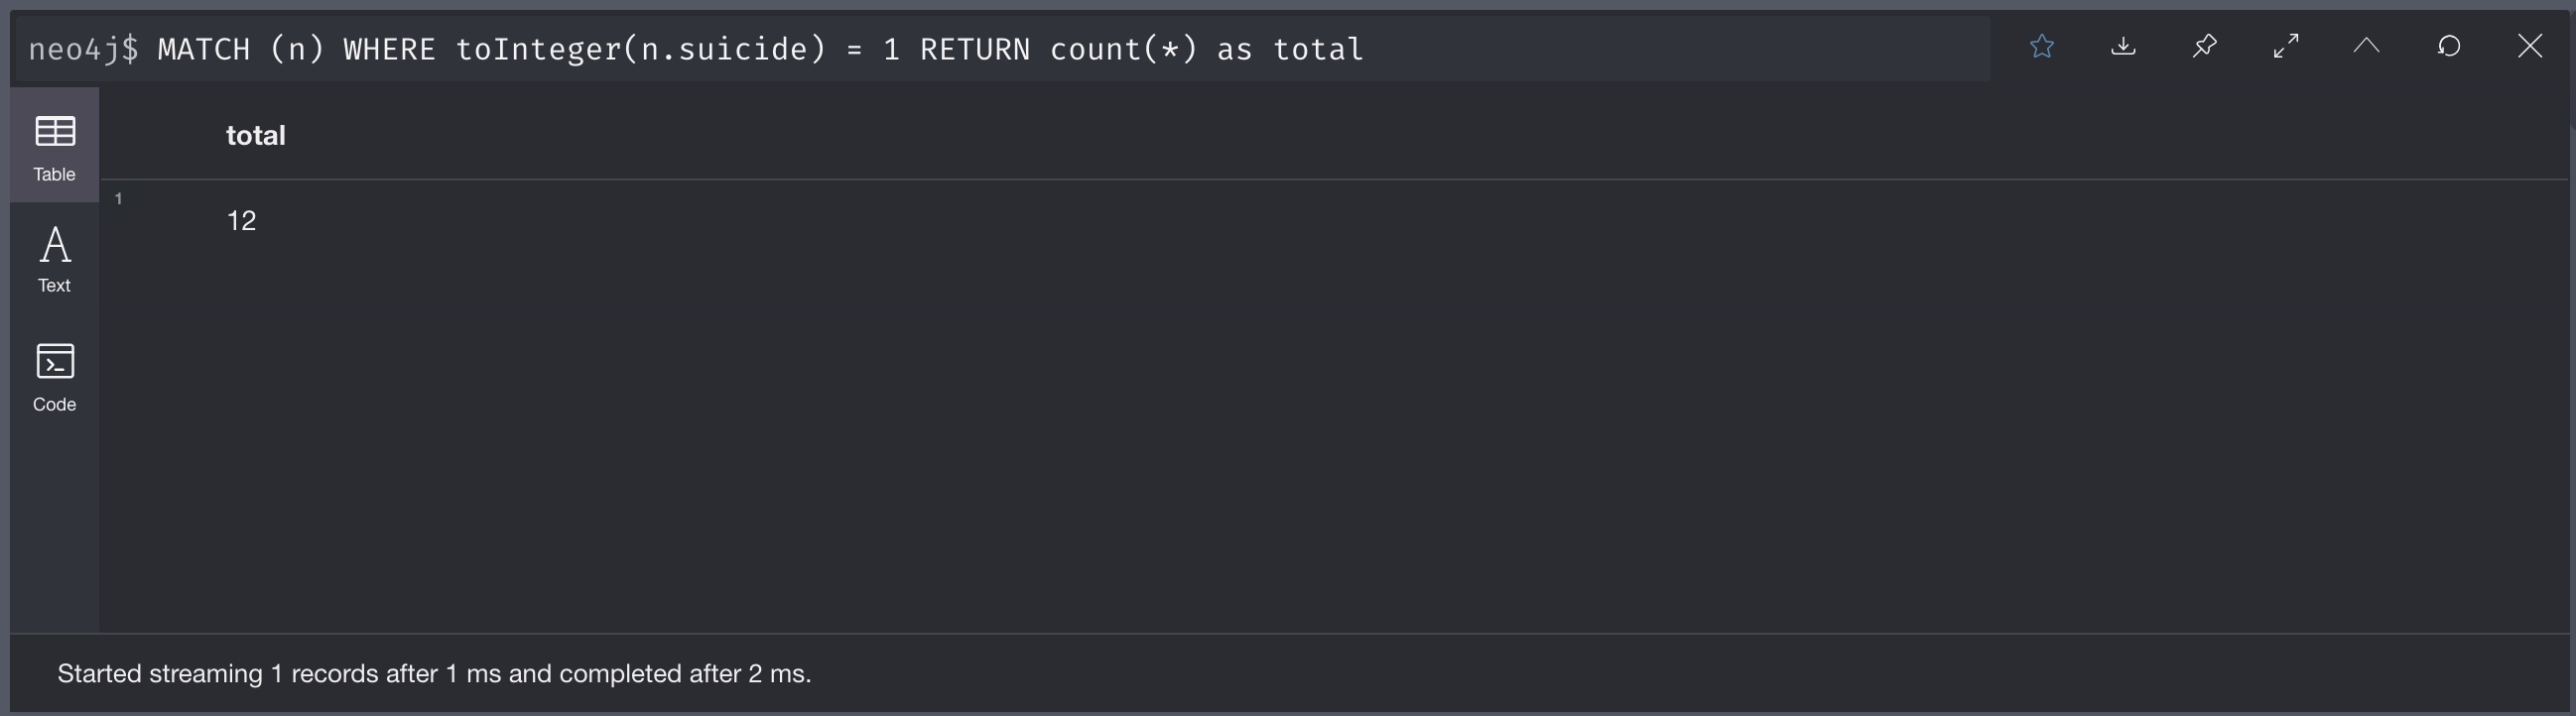 neo4j$ MATCH (n) WHERE toInteger(n.suicide) = 1 RETURN count(*) as total
Table
total
1
12
Text
Code
Started streaming 1 records after 1 ms and completed after 2 ms.